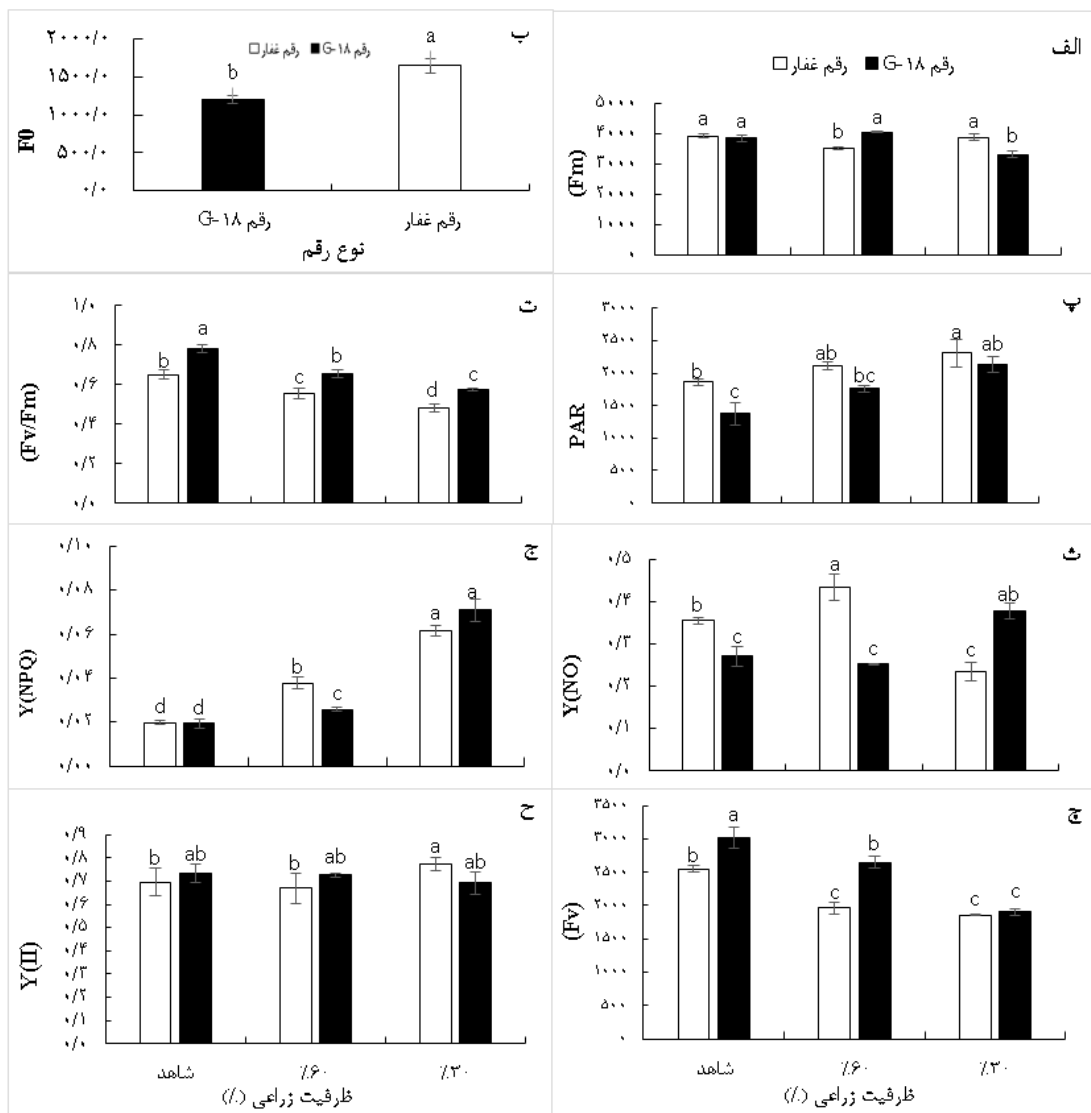 الف
□ رقم غفار ■ رقم G-۱۸
(Fm)
۵۰۰۰
۴۰۰۰
۳۰۰۰
۲۰۰۰
۱۰۰۰
۰
a a b a a b
ب
□ رقم غفار ■ رقم G-۱۸
F0
۲۰۰۰/۰
۱۵۰۰/۰
۱۰۰۰/۰
۵۰۰/۰
۰/۰
b a
رقم G-۱۸ رقم غفار
نوع رقم
پ
PAR
۳۰۰۰
۲۵۰۰
۲۰۰۰
۱۵۰۰
۱۰۰۰
۵۰۰
۰
b c ab bc a ab
ت
(Fv/Fm)
۱/۰
۰/۸
۰/۶
۰/۴
۰/۲
۰/۰
b a c b d c
ث
Y(NO)
۰/۵
۰/۴
۰/۳
۰/۲
۰/۱
۰/۰
b c a c c ab
ج
Y(NPQ)
۰/۱۰
۰/۰۸
۰/۰۶
۰/۰۴
۰/۰۲
۰/۰۰
d d b c a a
چ
(Fv)
۳۵۰۰
۳۰۰۰
۲۵۰۰
۲۰۰۰
۱۵۰۰
۱۰۰۰
۵۰۰
۰
b a c b c c
شاهد ٪۶۰ ٪۳۰
ظرفیت زراعی (٪)
ح
Y(II)
۰/۹
۰/۸
۰/۷
۰/۶
۰/۵
۰/۴
۰/۳
۰/۲
۰/۱
۰/۰
b ab b ab a ab
شاهد ٪۶۰ ٪۳۰
ظرفیت زراعی (٪)